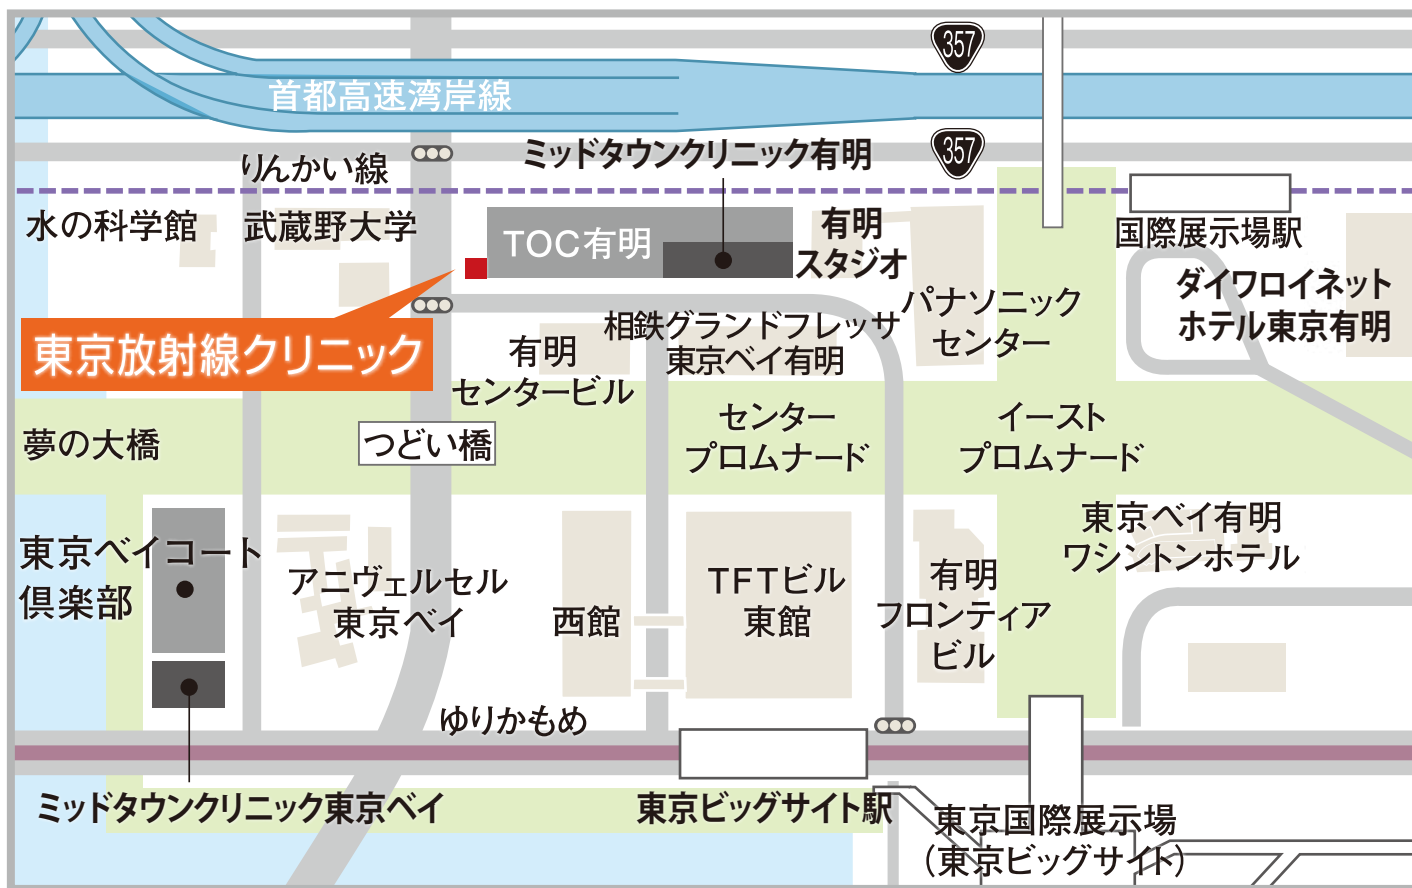 357
首都高速湾岸線
357
ミッドタウンクリニック有明
りんかい線
水の科学館
武蔵野大学
TOC有明
有明
スタジオ
国際展示場駅
ダイワロイネット
ホテル東京有明
パナソニック
センター
東京放射線クリニック
相鉄グランドフレッサ
東京ベイ有明
有明
センタービル
夢の大橋
つどい橋
センター
プロムナード
イースト
プロムナード
東京ベイ有明
ワシントンホテル
東京ベイコート
倶楽部
アニヴェルセル
東京ベイ
西館
TFTビル
東館
有明
フロンティア
ビル
ゆりかもめ
ミッドタウンクリニック東京ベイ
東京ビッグサイト駅
東京国際展示場
(東京ビッグサイト)